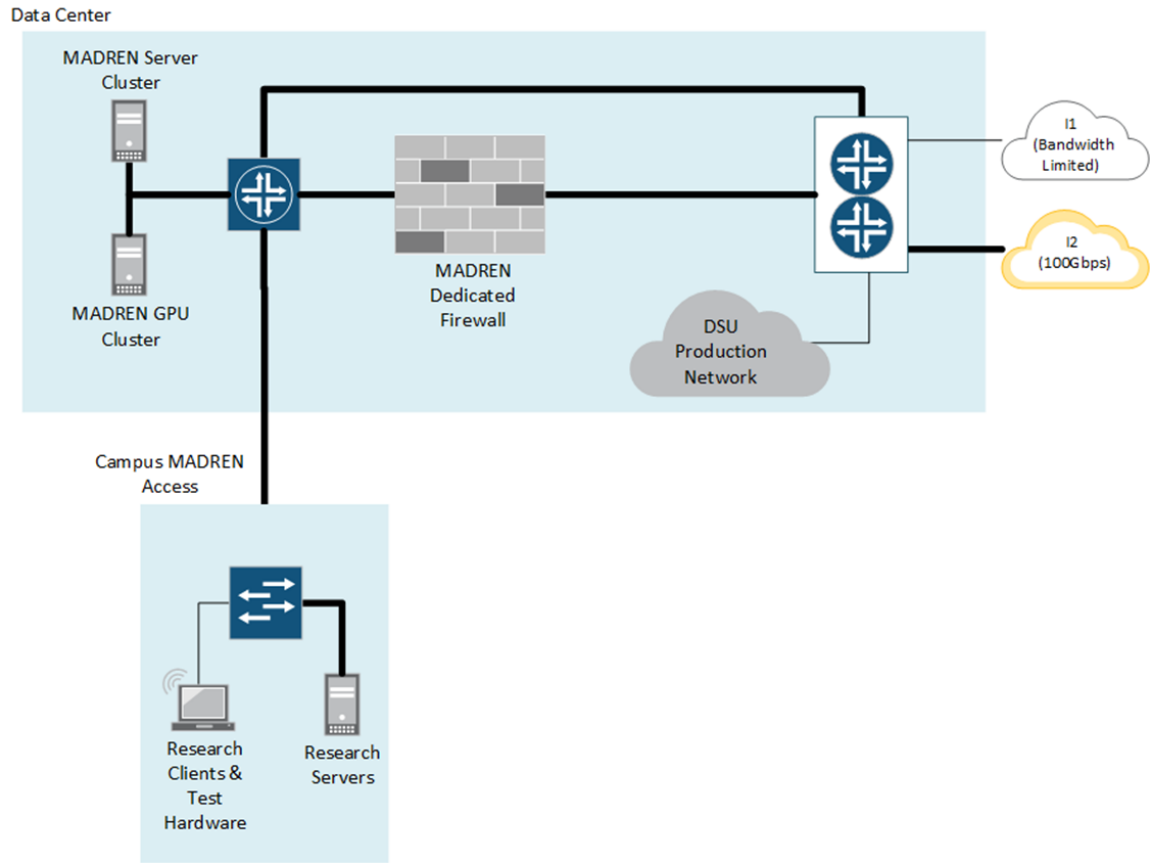 Data Center
MADREN Server
Cluster
I1
(Bandwidth
Limited)
I2
(100Gbps)
MADREN
Dedicated
Firewall
MADREN GPU
Cluster
DSU
Production
Network
Campus MADREN
Access
Research
Clients &
Test
Hardware
Research
Servers